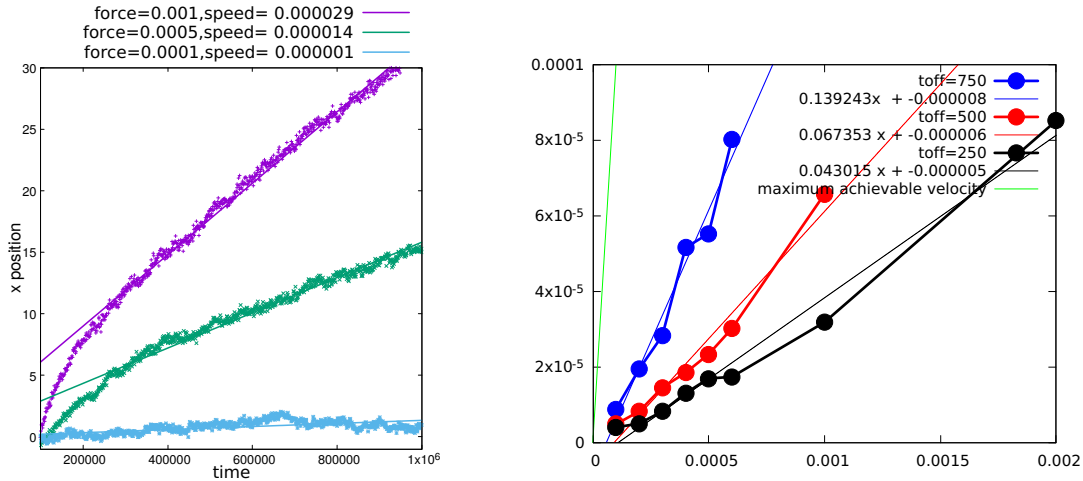 force=0.001,speed= 0.000029
force=0.0005,speed= 0.000014
force=0.0001,speed= 0.000001
30
25
20
15
10
5
0
x position
200000
400000
600000
800000
1x10⁶
time
0.0001
8x10⁻⁵
6x10⁻⁵
4x10⁻⁵
2x10⁻⁵
0
toff=750
0.139243x + -0.000008
toff=500
0.067353 x + -0.000006
toff=250
0.043015 x + -0.000005
maximum achievable velocity
0
0.0005
0.001
0.0015
0.002